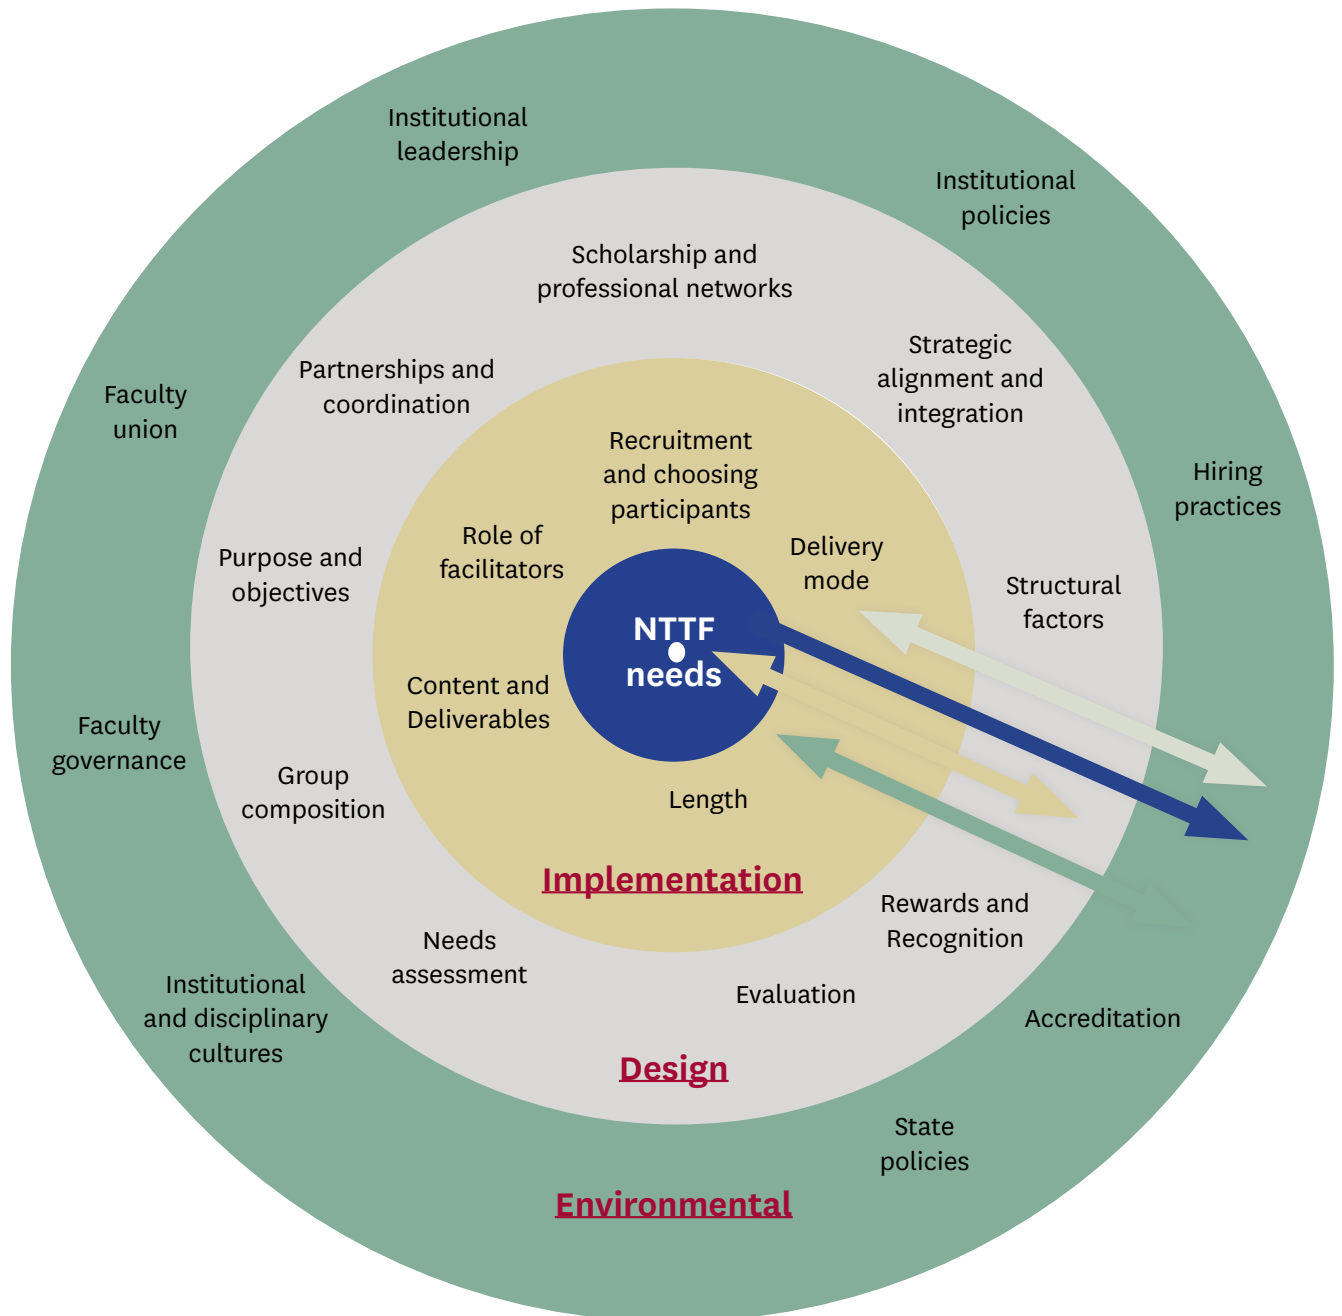 Institutional
leadership
Institutional
policies
Scholarship and
professional networks
Strategic
alignment and
integration
Partnerships and
coordination
Faculty
union
Recruitment
and choosing
participants
Hiring
practices
Role of
facilitators
Delivery
mode
Purpose and
objectives
Structural
factors
NTTF
needs
Content and
Deliverables
Faculty
governance
Group
composition
Length
Implementation
Rewards and
Recognition
Needs
assessment
Evaluation
Institutional
and disciplinary
cultures
Accreditation
Design
State
policies
Environmental